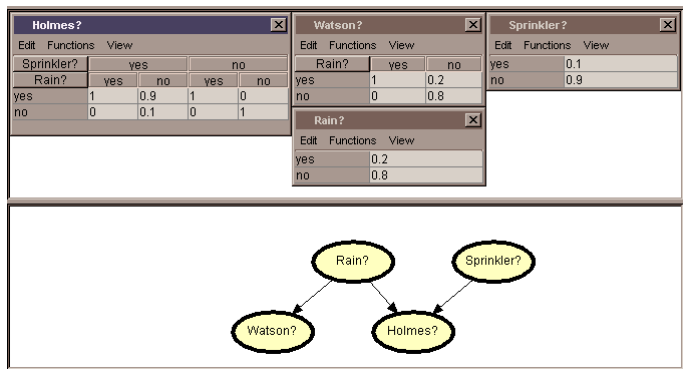 Holmes?
Edit Functions View
Sprinkler? yes no
Rain? yes no yes no
yes 1 0.9 1 0
no 0 0.1 0 1
Watson?
Edit Functions View
Rain? yes no
yes 1 0.2
no 0 0.8
Sprinkler?
Edit Functions View
yes 0.1
no 0.9
Rain?
Edit Functions View
yes 0.2
no 0.8
Rain? Sprinkler?
Watson? Holmes?